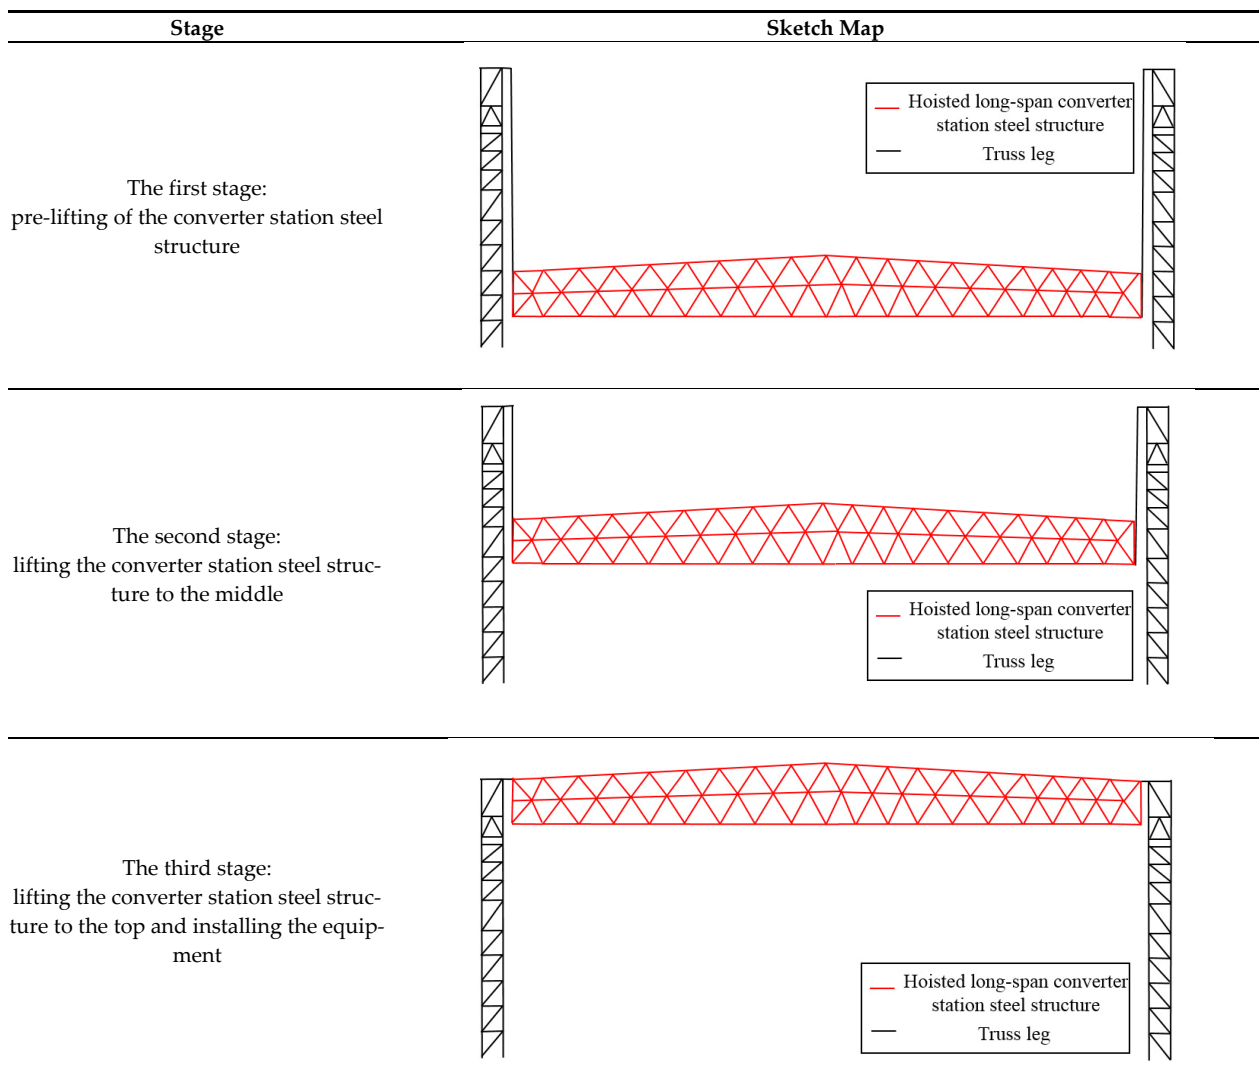 Stage
Sketch Map
The first stage:
pre-lifting of the converter station steel
structure
Hoisted long-span converter
station steel structure
Truss leg
The second stage:
lifting the converter station steel struc-
ture to the middle
Hoisted long-span converter
station steel structure
Truss leg
The third stage:
lifting the converter station steel struc-
ture to the top and installing the equip-
ment
Hoisted long-span converter
station steel structure
Truss leg